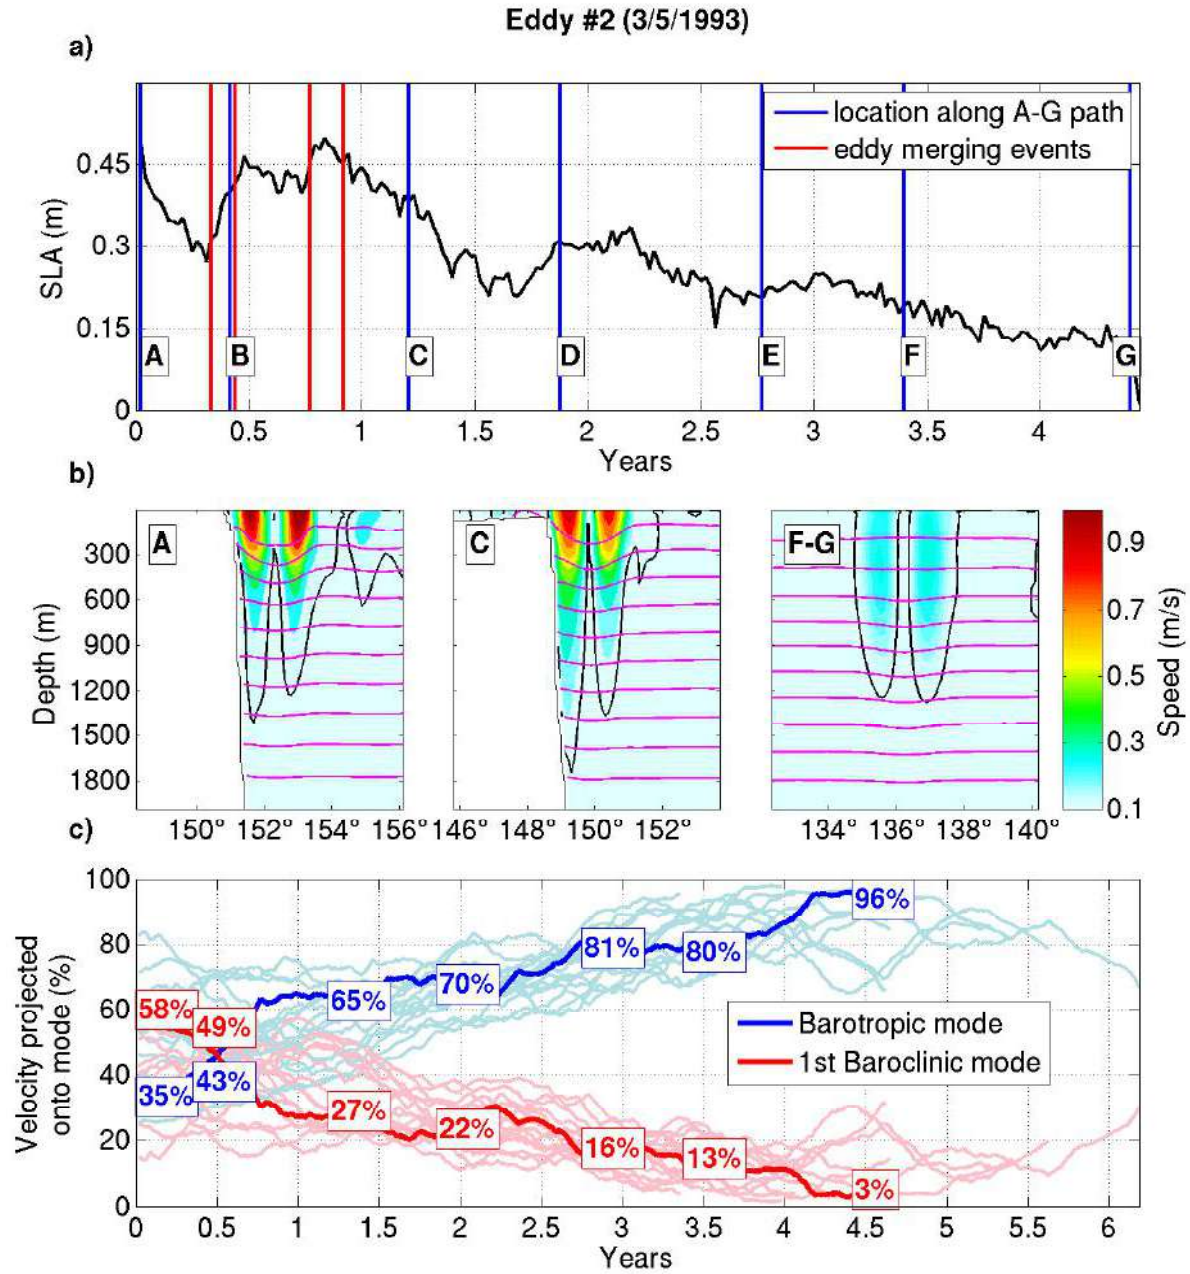 Eddy #2 (3/5/1993)
a)
location along A-G path
eddy merging events
SLA (m)
0.45
0.3
0.15
0
A
B
C
D
E
F
G
0 0.5 1 1.5 2 2.5 3 3.5 4
Years
b)
A
C
F-G
Depth (m)
300
600
900
1200
1500
1800
0.9
0.7
0.5
0.3
0.1
Speed (m/s)
150° 152° 154° 156° 146° 148° 150° 152° 134° 136° 138° 140°
c)
Velocity projected
onto mode (%)
100
80
60
40
20
0
58%
49%
35%
43%
65%
70%
81%
80%
96%
27%
22%
16%
13%
3%
Barotropic mode
1st Baroclinic mode
0 0.5 1 1.5 2 2.5 3 3.5 4 4.5 5 5.5 6
Years